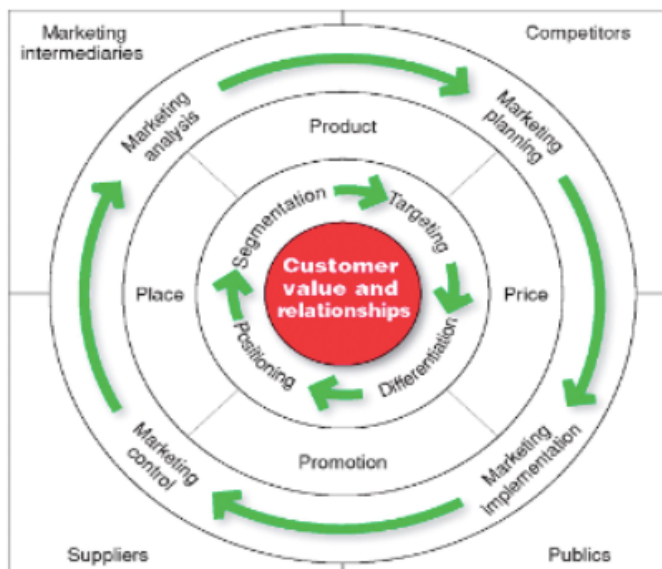 Marketing
intermediaries
Competitors
Marketing
analysis
Marketing
planning
Product
Segmentation
Targeting
Customer
value and
relationships
Place
Price
Positioning
Differentiation
Promotion
Marketing
control
Marketing
implementation
Suppliers
Publics